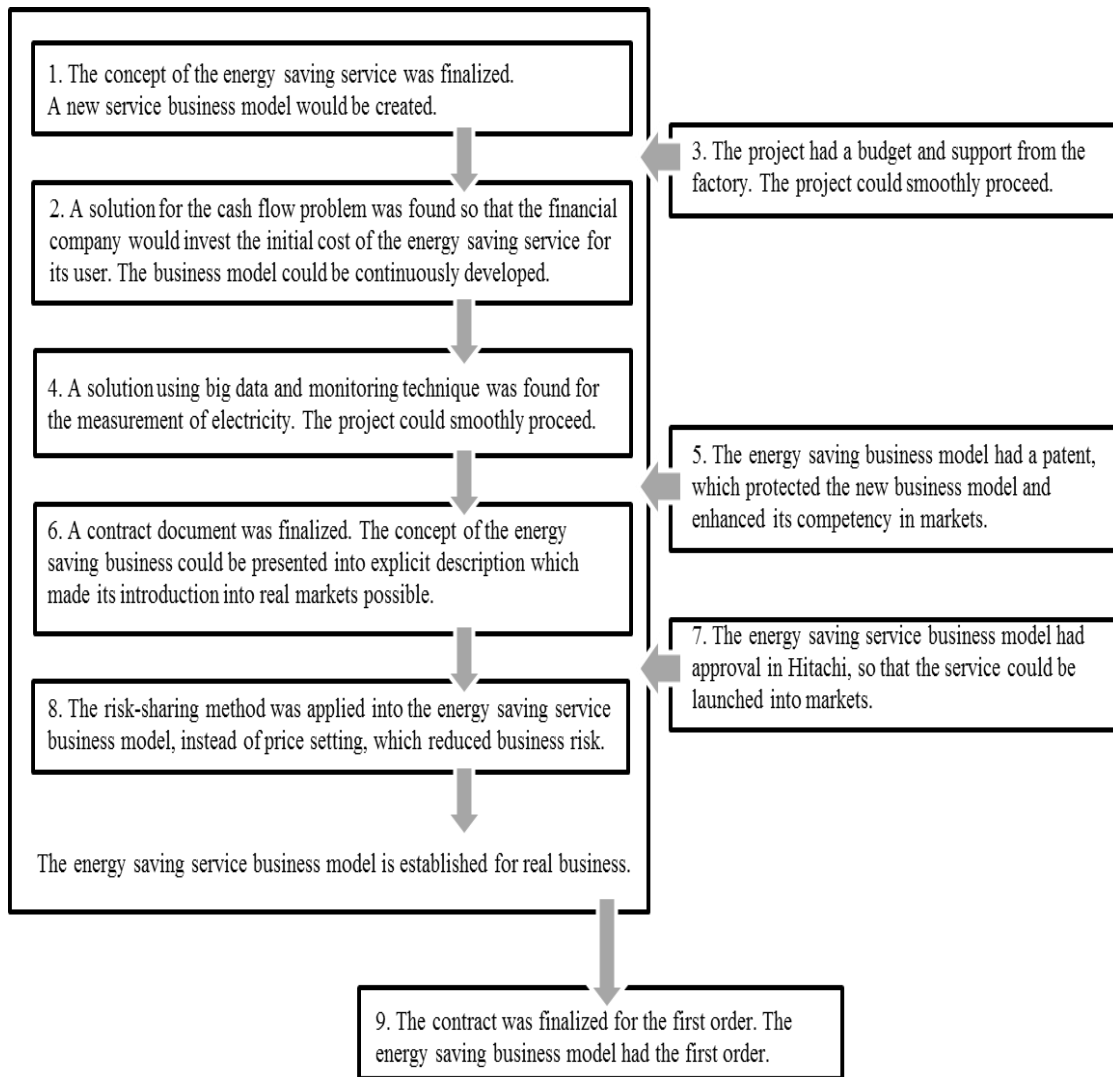 1. The concept of the energy saving service was finalized.
A new service business model would be created.
3. The project had a budget and support from the
factory. The project could smoothly proceed.
2. A solution for the cash flow problem was found so that the financial
company would invest the initial cost of the energy saving service for
its user. The business model could be continuously developed.
4. A solution using big data and monitoring technique was found for
the measurement of electricity. The project could smoothly proceed.
5. The energy saving business model had a patent,
which protected the new business model and
enhanced its competency in markets.
6. A contract document was finalized. The concept of the energy
saving business could be presented into explicit description which
made its introduction into real markets possible.
7. The energy saving service business model had
approval in Hitachi, so that the service could be
launched into markets.
8. The risk-sharing method was applied into the energy saving service
business model, instead of price setting, which reduced business risk.
The energy saving service business model is established for real business.
9. The contract was finalized for the first order. The
energy saving business model had the first order.